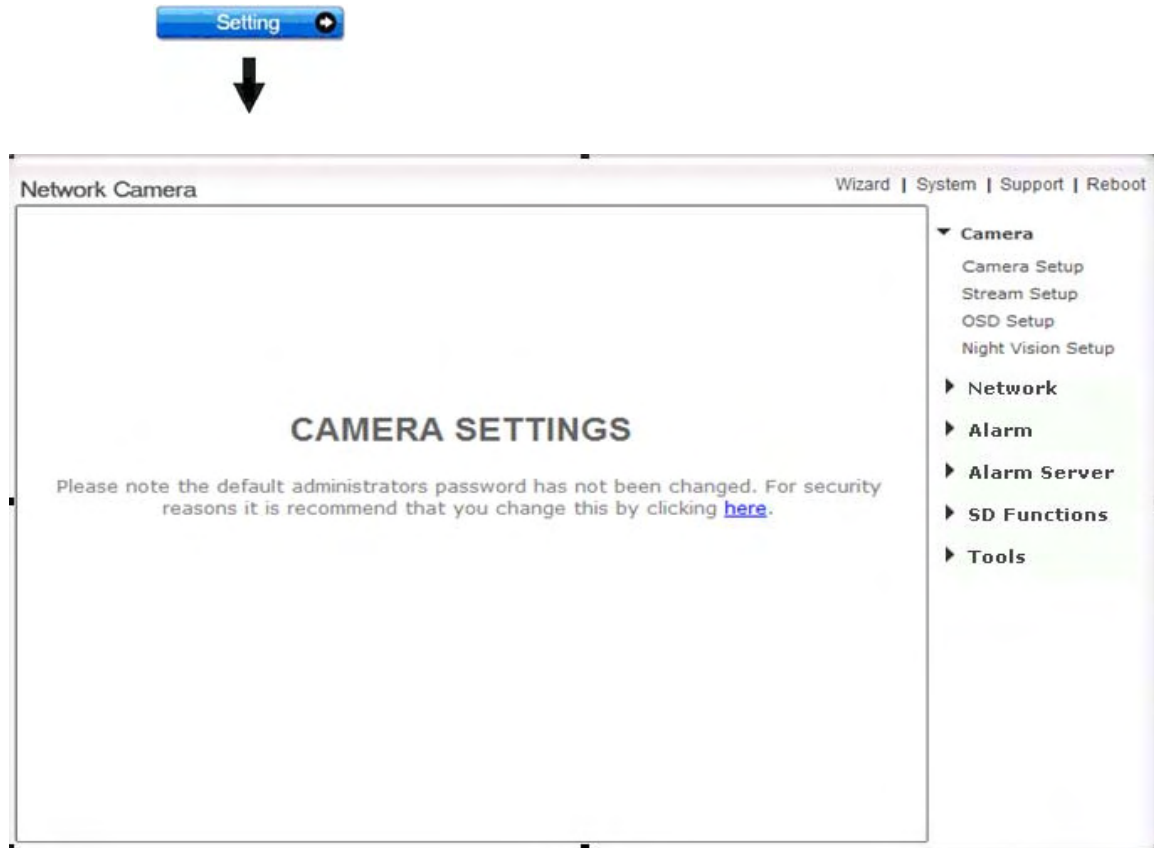 Setting
Network Camera
Wizard | System | Support | Reboot
CAMERA SETTINGS
Please note the default administrators password has not been changed. For security
reasons it is recommend that you change this by clicking here.
Camera
Camera Setup
Stream Setup
OSD Setup
Night Vision Setup
Network
Alarm
Alarm Server
SD Functions
Tools